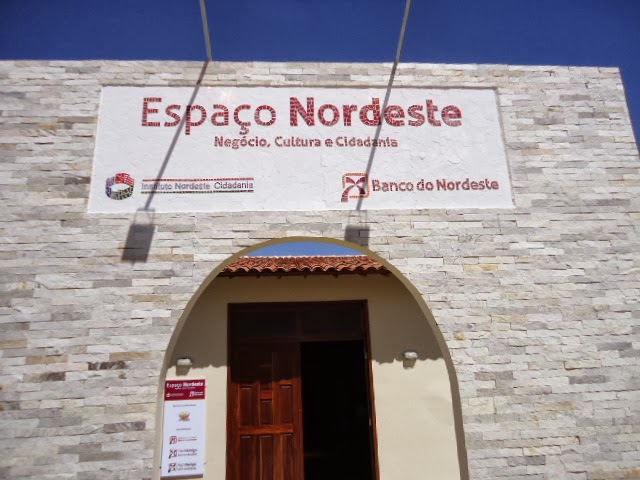 Espaço Nordeste
Negócio, Cultura e Cidadania
Instituto Nordeste Cidadania
Banco do Nordeste
Espaço Nordeste